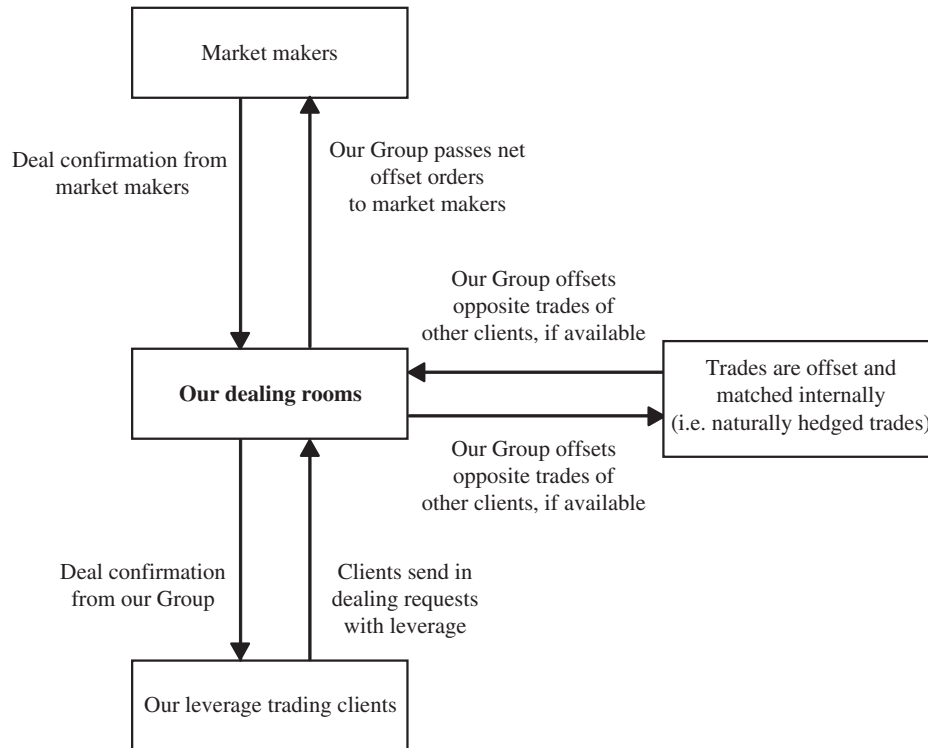 Market makers
Deal confirmation from
market makers
Our Group passes net
offset orders
to market makers
Our Group offsets
opposite trades of
other clients, if available
Our dealing rooms
Trades are offset and
matched internally
(i.e. naturally hedged trades)
Our Group offsets
opposite trades of
other clients, if available
Deal confirmation
from our Group
Clients send in
dealing requests
with leverage
Our leverage trading clients